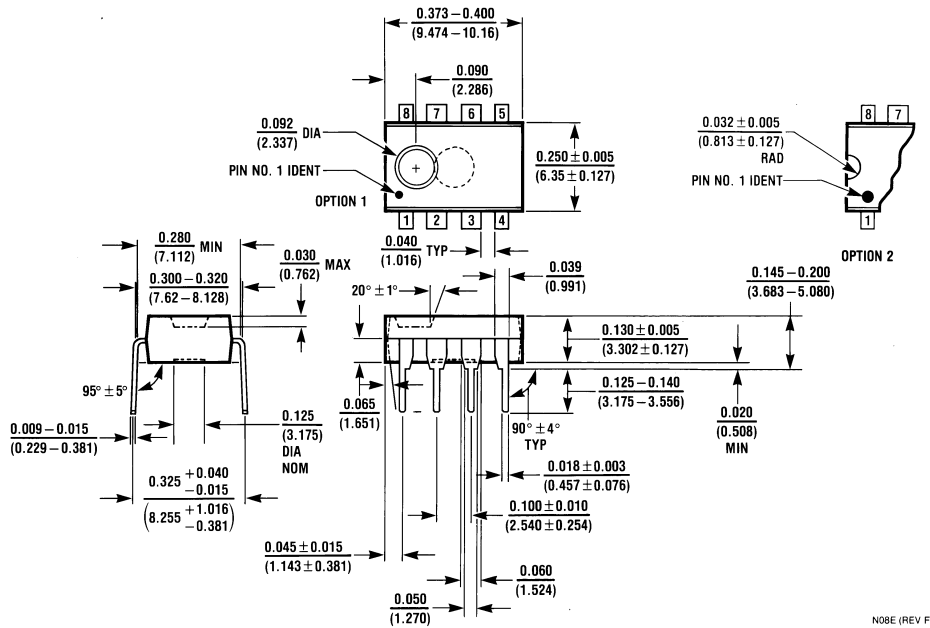 0.373 – 0.400
(9.474 – 10.16)
0.090
(2.286)
8 7 6 5
0.092 DIA
(2.337)
PIN NO. 1 IDENT
OPTION 1
0.250 ± 0.005
(6.35 ± 0.127)
1 2 3 4
8 7
0.032 ± 0.005
(0.813 ± 0.127)
RAD
PIN NO. 1 IDENT
1
OPTION 2
0.280 MIN
(7.112)
0.300 – 0.320
(7.62 – 8.128)
0.030 MAX
(0.762)
0.040 TYP
(1.016)
0.039
(0.991)
20° ± 1°
0.145 – 0.200
(3.683 – 5.080)
0.130 ± 0.005
(3.302 ± 0.127)
0.125 – 0.140
(3.175 – 3.556)
0.020
(0.508)
MIN
95° ± 5°
0.065
(1.651)
90° ± 4°
TYP
0.009 – 0.015
(0.229 – 0.381)
0.125
(3.175)
DIA
NOM
0.325 +0.040
−0.015
(8.255 +1.016
−0.381)
0.018 ± 0.003
(0.457 ± 0.076)
0.100 ± 0.010
(2.540 ± 0.254)
0.045 ± 0.015
(1.143 ± 0.381)
0.060
(1.524)
0.050
(1.270)
N08E (REV F